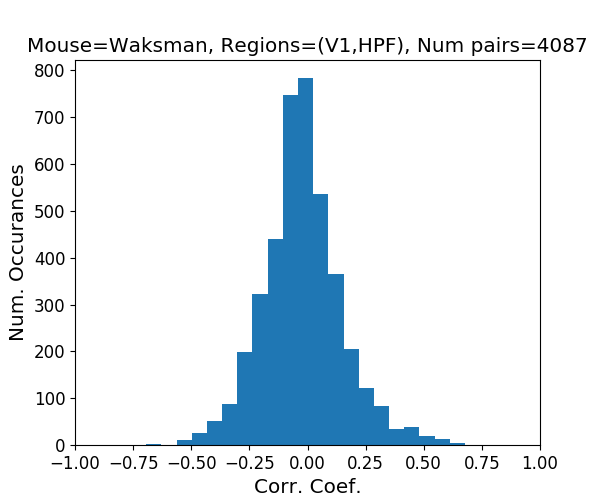 Mouse=Waksman, Regions=(V1,HPF), Num pairs=4087
800
700
600
500
400
300
200
100
0
Num. Occurances
−1.00 −0.75 −0.50 −0.25 0.00 0.25 0.50 0.75 1.00
Corr. Coef.